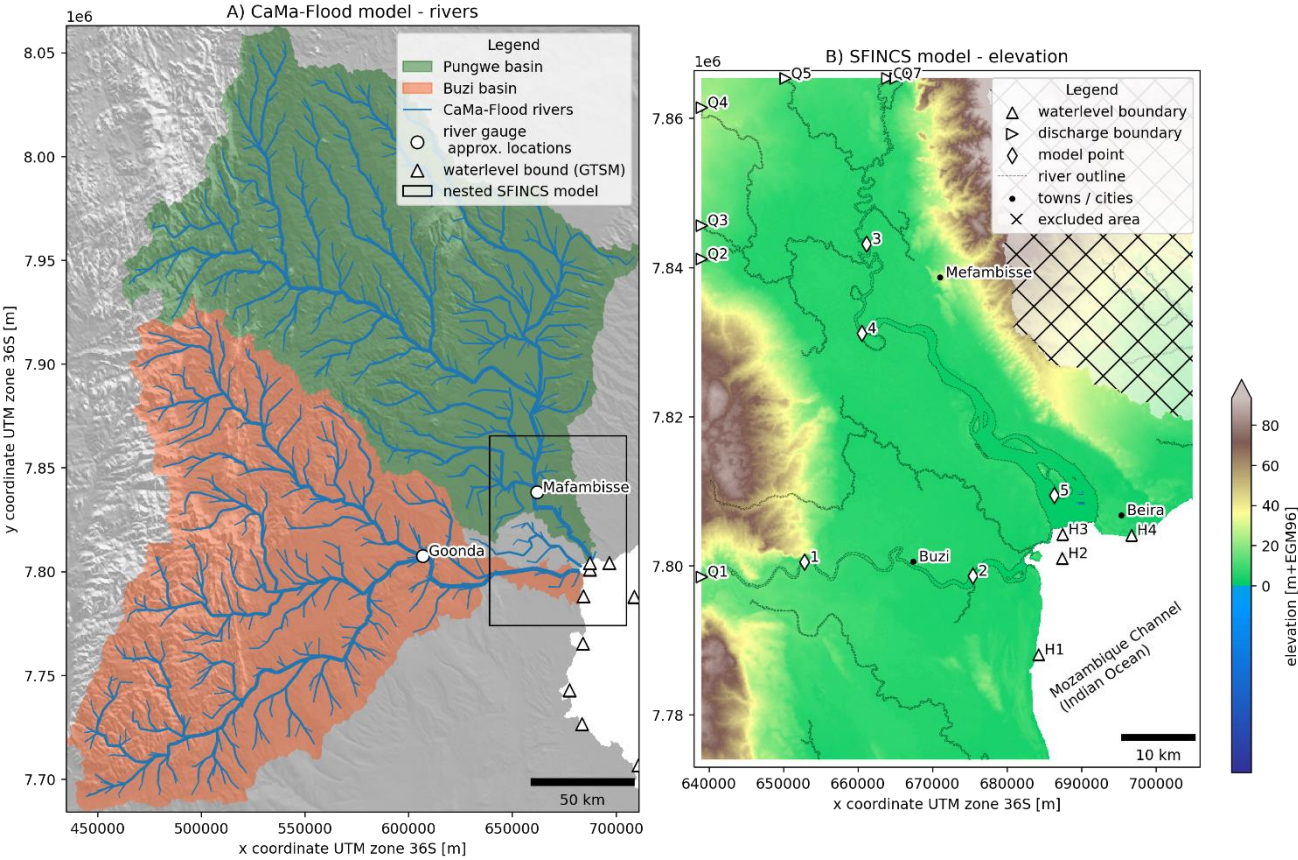 A) CaMa-Flood model - rivers
1e6
8.05
8.00
7.95
7.90
7.85
7.80
7.75
7.70
y coordinate UTM zone 36S [m]
Legend
Pungwe basin
Buzi basin
CaMa-Flood rivers
river gauge
approx. locations
waterlevel bound (GTSM)
nested SFINCS model
Mafambisse
Goonda
50 km
450000 500000 550000 600000 650000 700000
x coordinate UTM zone 36S [m]
B) SFINCS model - elevation
1e6
7.86
7.84
7.82
7.80
7.78
Legend
waterlevel boundary
discharge boundary
model point
river outline
towns / cities
excluded area
Q5
Q7
Q4
Q3
Q2
3
Mefambisse
4
5
Beira
H3
H4
H2
1
Buzi
2
Q1
H1
Mozambique Channel
(Indian Ocean)
10 km
640000 650000 660000 670000 680000 690000 700000
x coordinate UTM zone 36S [m]
80
60
40
20
0
elevation [m+EGM96]